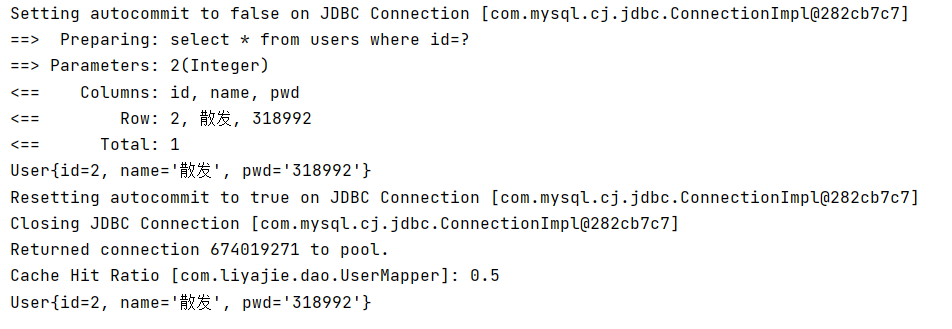 Setting autocommit to false on JDBC Connection [com.mysql.cj.jdbc.ConnectionImpl@282cb7c7]
==>  Preparing: select * from users where id=?
==> Parameters: 2(Integer)
<==    Columns: id, name, pwd
<==        Row: 2, 散发, 318992
<==      Total: 1
User{id=2, name='散发', pwd='318992'}
Resetting autocommit to true on JDBC Connection [com.mysql.cj.jdbc.ConnectionImpl@282cb7c7]
Closing JDBC Connection [com.mysql.cj.jdbc.ConnectionImpl@282cb7c7]
Returned connection 674019271 to pool.
Cache Hit Ratio [com.liyajie.dao.UserMapper]: 0.5
User{id=2, name='散发', pwd='318992'}